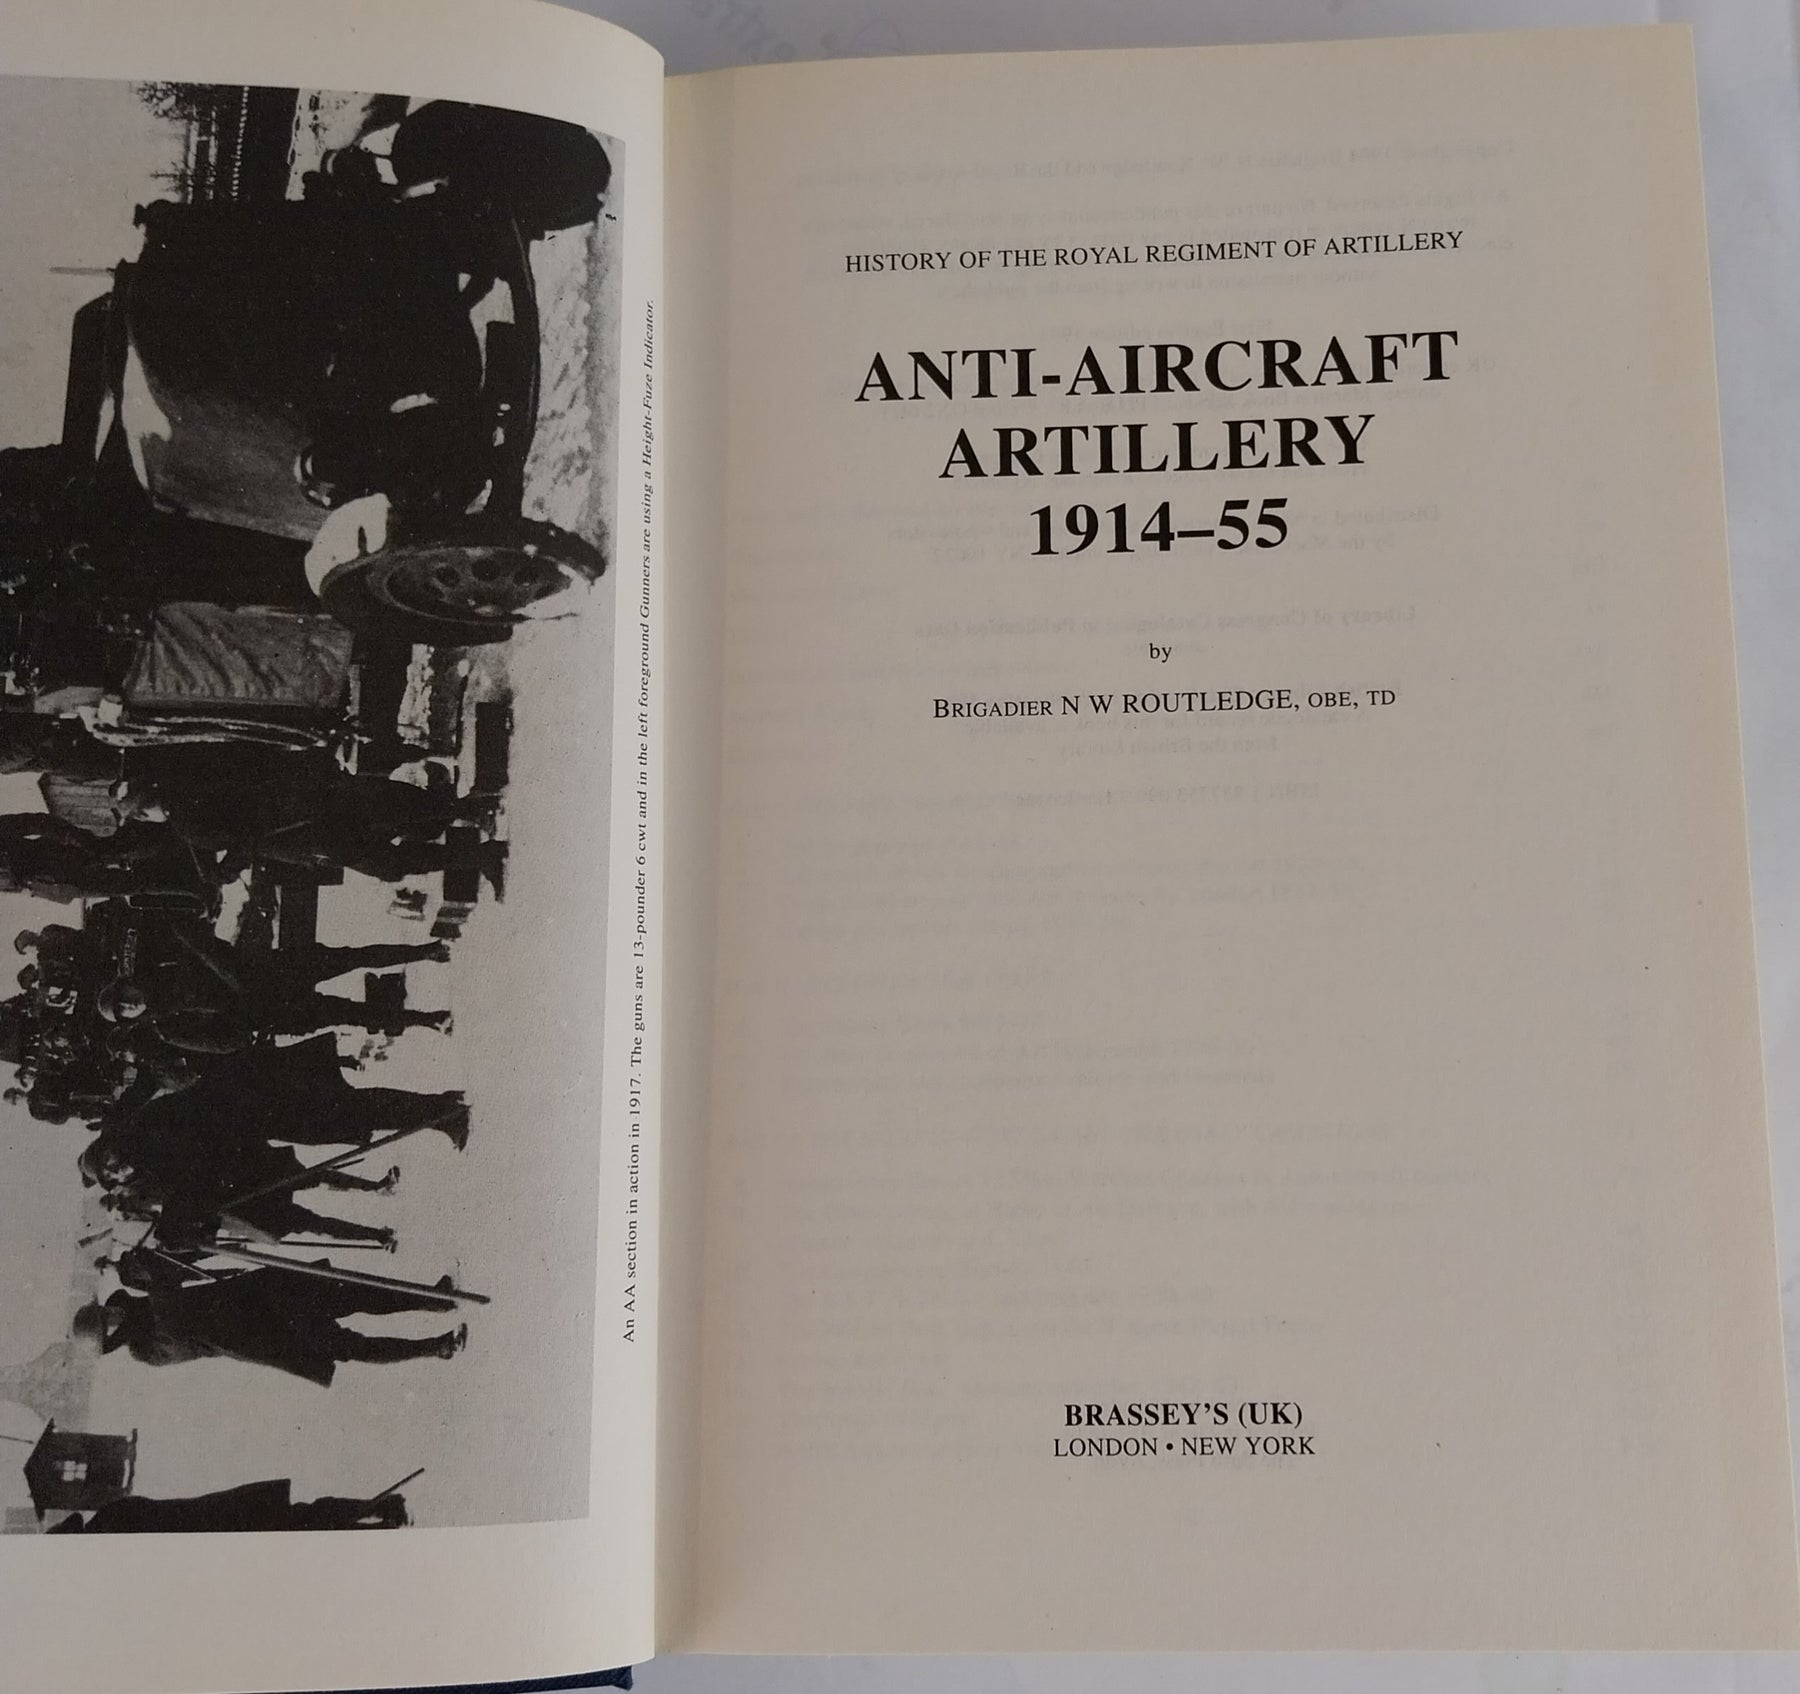 An AA section in action in 1917. The guns are 13-pounder 6 cwt and in the left foreground Gunners are using a Height-Fuze Indicator.
HISTORY OF THE ROYAL REGIMENT OF ARTILLERY
ANTI-AIRCRAFT
ARTILLERY
1914–55
by
BRIGADIER N W ROUTLEDGE, OBE, TD
BRASSEY'S (UK)
LONDON • NEW YORK